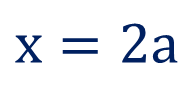 x = 2a